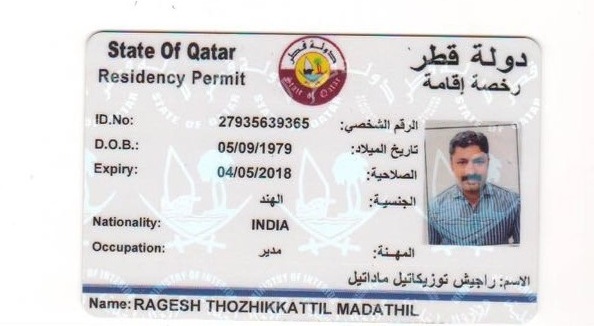 State Of Qatar دولة قطر
Residency Permit رخصة إقامة
دولة قطر
State of Qatar
ID.No: 27935639365 الرقم الشخصي:
D.O.B.: 05/09/1979 تاريخ الميلاد:
Expiry: 04/05/2018 الصلاحية:
الهند الجنسية:
Nationality: INDIA
Occupation: مدير المهنة:
الاسم: راجيش توزيكاتيل ماداتيل
Name: RAGESH THOZHIKKATTIL MADATHIL